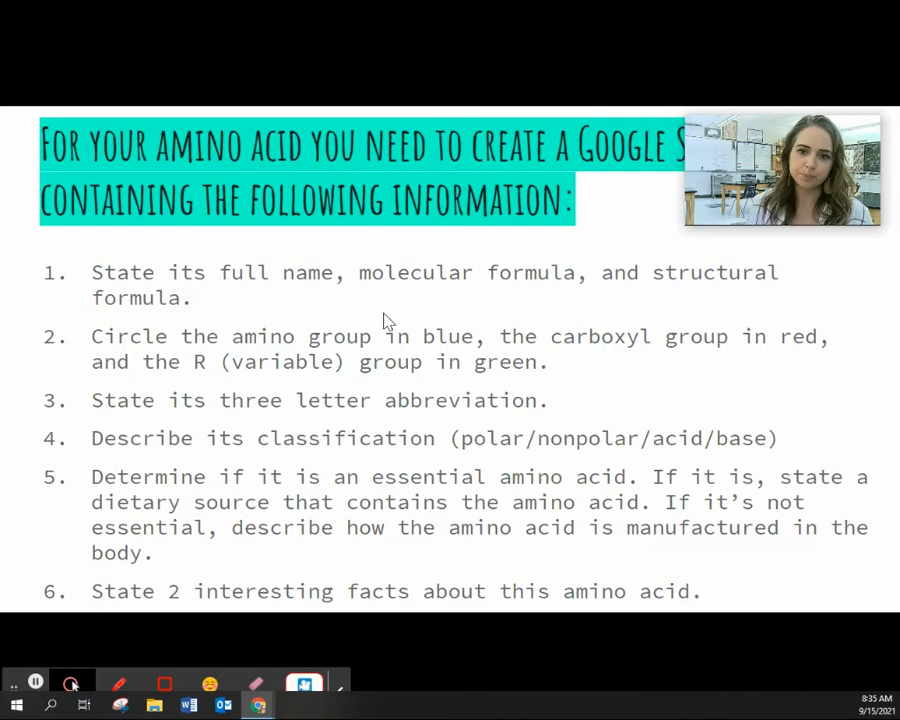 For your amino acid you need to create a Google
containing the following information:
1. State its full name, molecular formula, and structural
formula.
2. Circle the amino group in blue, the carboxyl group in red,
and the R (variable) group in green.
3. State its three letter abbreviation.
4. Describe its classification (polar/nonpolar/acid/base)
5. Determine if it is an essential amino acid. If it is, state a
dietary source that contains the amino acid. If it’s not
essential, describe how the amino acid is manufactured in the
body.
6. State 2 interesting facts about this amino acid.
8:35 AM
9/15/2021